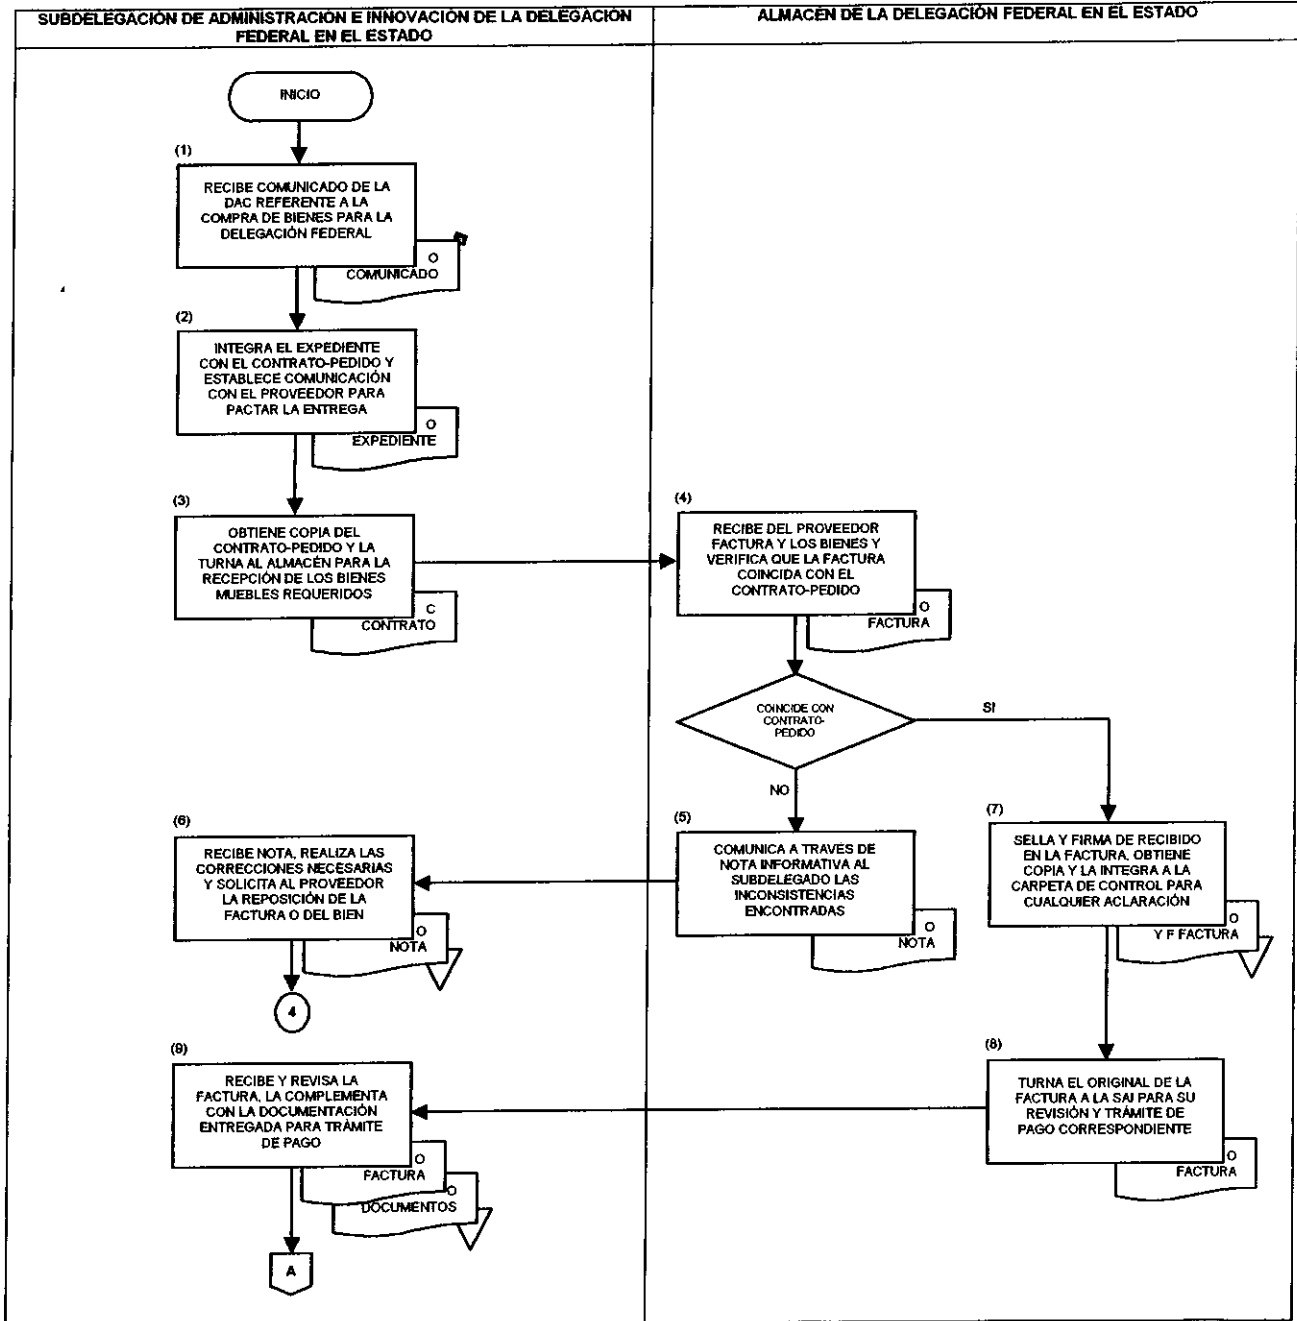 SUBDELEGACIÓN DE ADMINISTRACIÓN E INNOVACIÓN DE LA DELEGACIÓN
FEDERAL EN EL ESTADO
ALMACÉN DE LA DELEGACIÓN FEDERAL EN EL ESTADO
INICIO
(1)
RECIBE COMUNICADO DE LA
DAC REFERENTE A LA
COMPRA DE BIENES PARA LA
DELEGACIÓN FEDERAL
O
COMUNICADO
(2)
INTEGRA EL EXPEDIENTE
CON EL CONTRATO-PEDIDO Y
ESTABLECE COMUNICACIÓN
CON EL PROVEEDOR PARA
PACTAR LA ENTREGA
O
EXPEDIENTE
(3)
OBTIENE COPIA DEL
CONTRATO-PEDIDO Y LA
TURNA AL ALMACÉN PARA LA
RECEPCIÓN DE LOS BIENES
MUEBLES REQUERIDOS
C
CONTRATO
(4)
RECIBE DEL PROVEEDOR
FACTURA Y LOS BIENES Y
VERIFICA QUE LA FACTURA
COINCIDA CON EL
CONTRATO-PEDIDO
O
FACTURA
COINCIDE CON
CONTRATO-
PEDIDO
SI
NO
(5)
COMUNICA A TRAVÉS DE
NOTA INFORMATIVA AL
SUBDELEGADO LAS
INCONSISTENCIAS
ENCONTRADAS
O
NOTA
(6)
RECIBE NOTA, REALIZA LAS
CORRECCIONES NECESARIAS
Y SOLICITA AL PROVEEDOR
LA REPOSICIÓN DE LA
FACTURA O DEL BIEN
O
NOTA
4
(7)
SELLA Y FIRMA DE RECIBIDO
EN LA FACTURA, OBTIENE
COPIA Y LA INTEGRA A LA
CARPETA DE CONTROL PARA
CUALQUIER ACLARACIÓN
O
Y F FACTURA
(8)
TURNA EL ORIGINAL DE LA
FACTURA A LA SAI PARA SU
REVISIÓN Y TRÁMITE DE
PAGO CORRESPONDIENTE
O
FACTURA
(9)
RECIBE Y REVISA LA
FACTURA, LA COMPLEMENTA
CON LA DOCUMENTACIÓN
ENTREGADA PARA TRÁMITE
DE PAGO
O
FACTURA
O
DOCUMENTOS
A